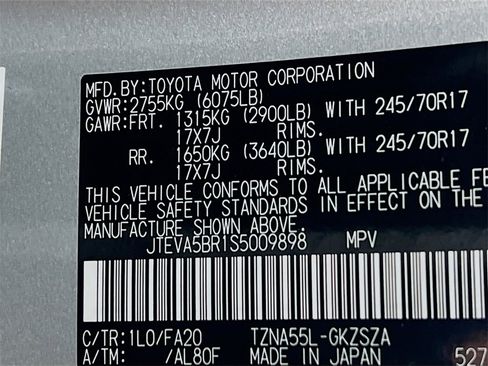 MFD.BY:TOYOTA MOTOR CORPORATION
GVWR:2755KG (6075LB)
GAWR:FRT. 1315KG (2900LB) WITH 245/70R17
17X7J RIMS.
RR. 1650KG (3640LB) WITH 245/70R17
17X7J RIMS.
THIS VEHICLE CONFORMS TO ALL APPLICABLE FE
VEHICLE SAFETY STANDARDS IN EFFECT ON THE
MANUFACTURE SHOWN ABOVE.
JTEVA5BR1S5009898 MPV
C/TR:1L0/FA20 TZNA55L-GKZSZA
A/TM: /AL80F MADE IN JAPAN 527